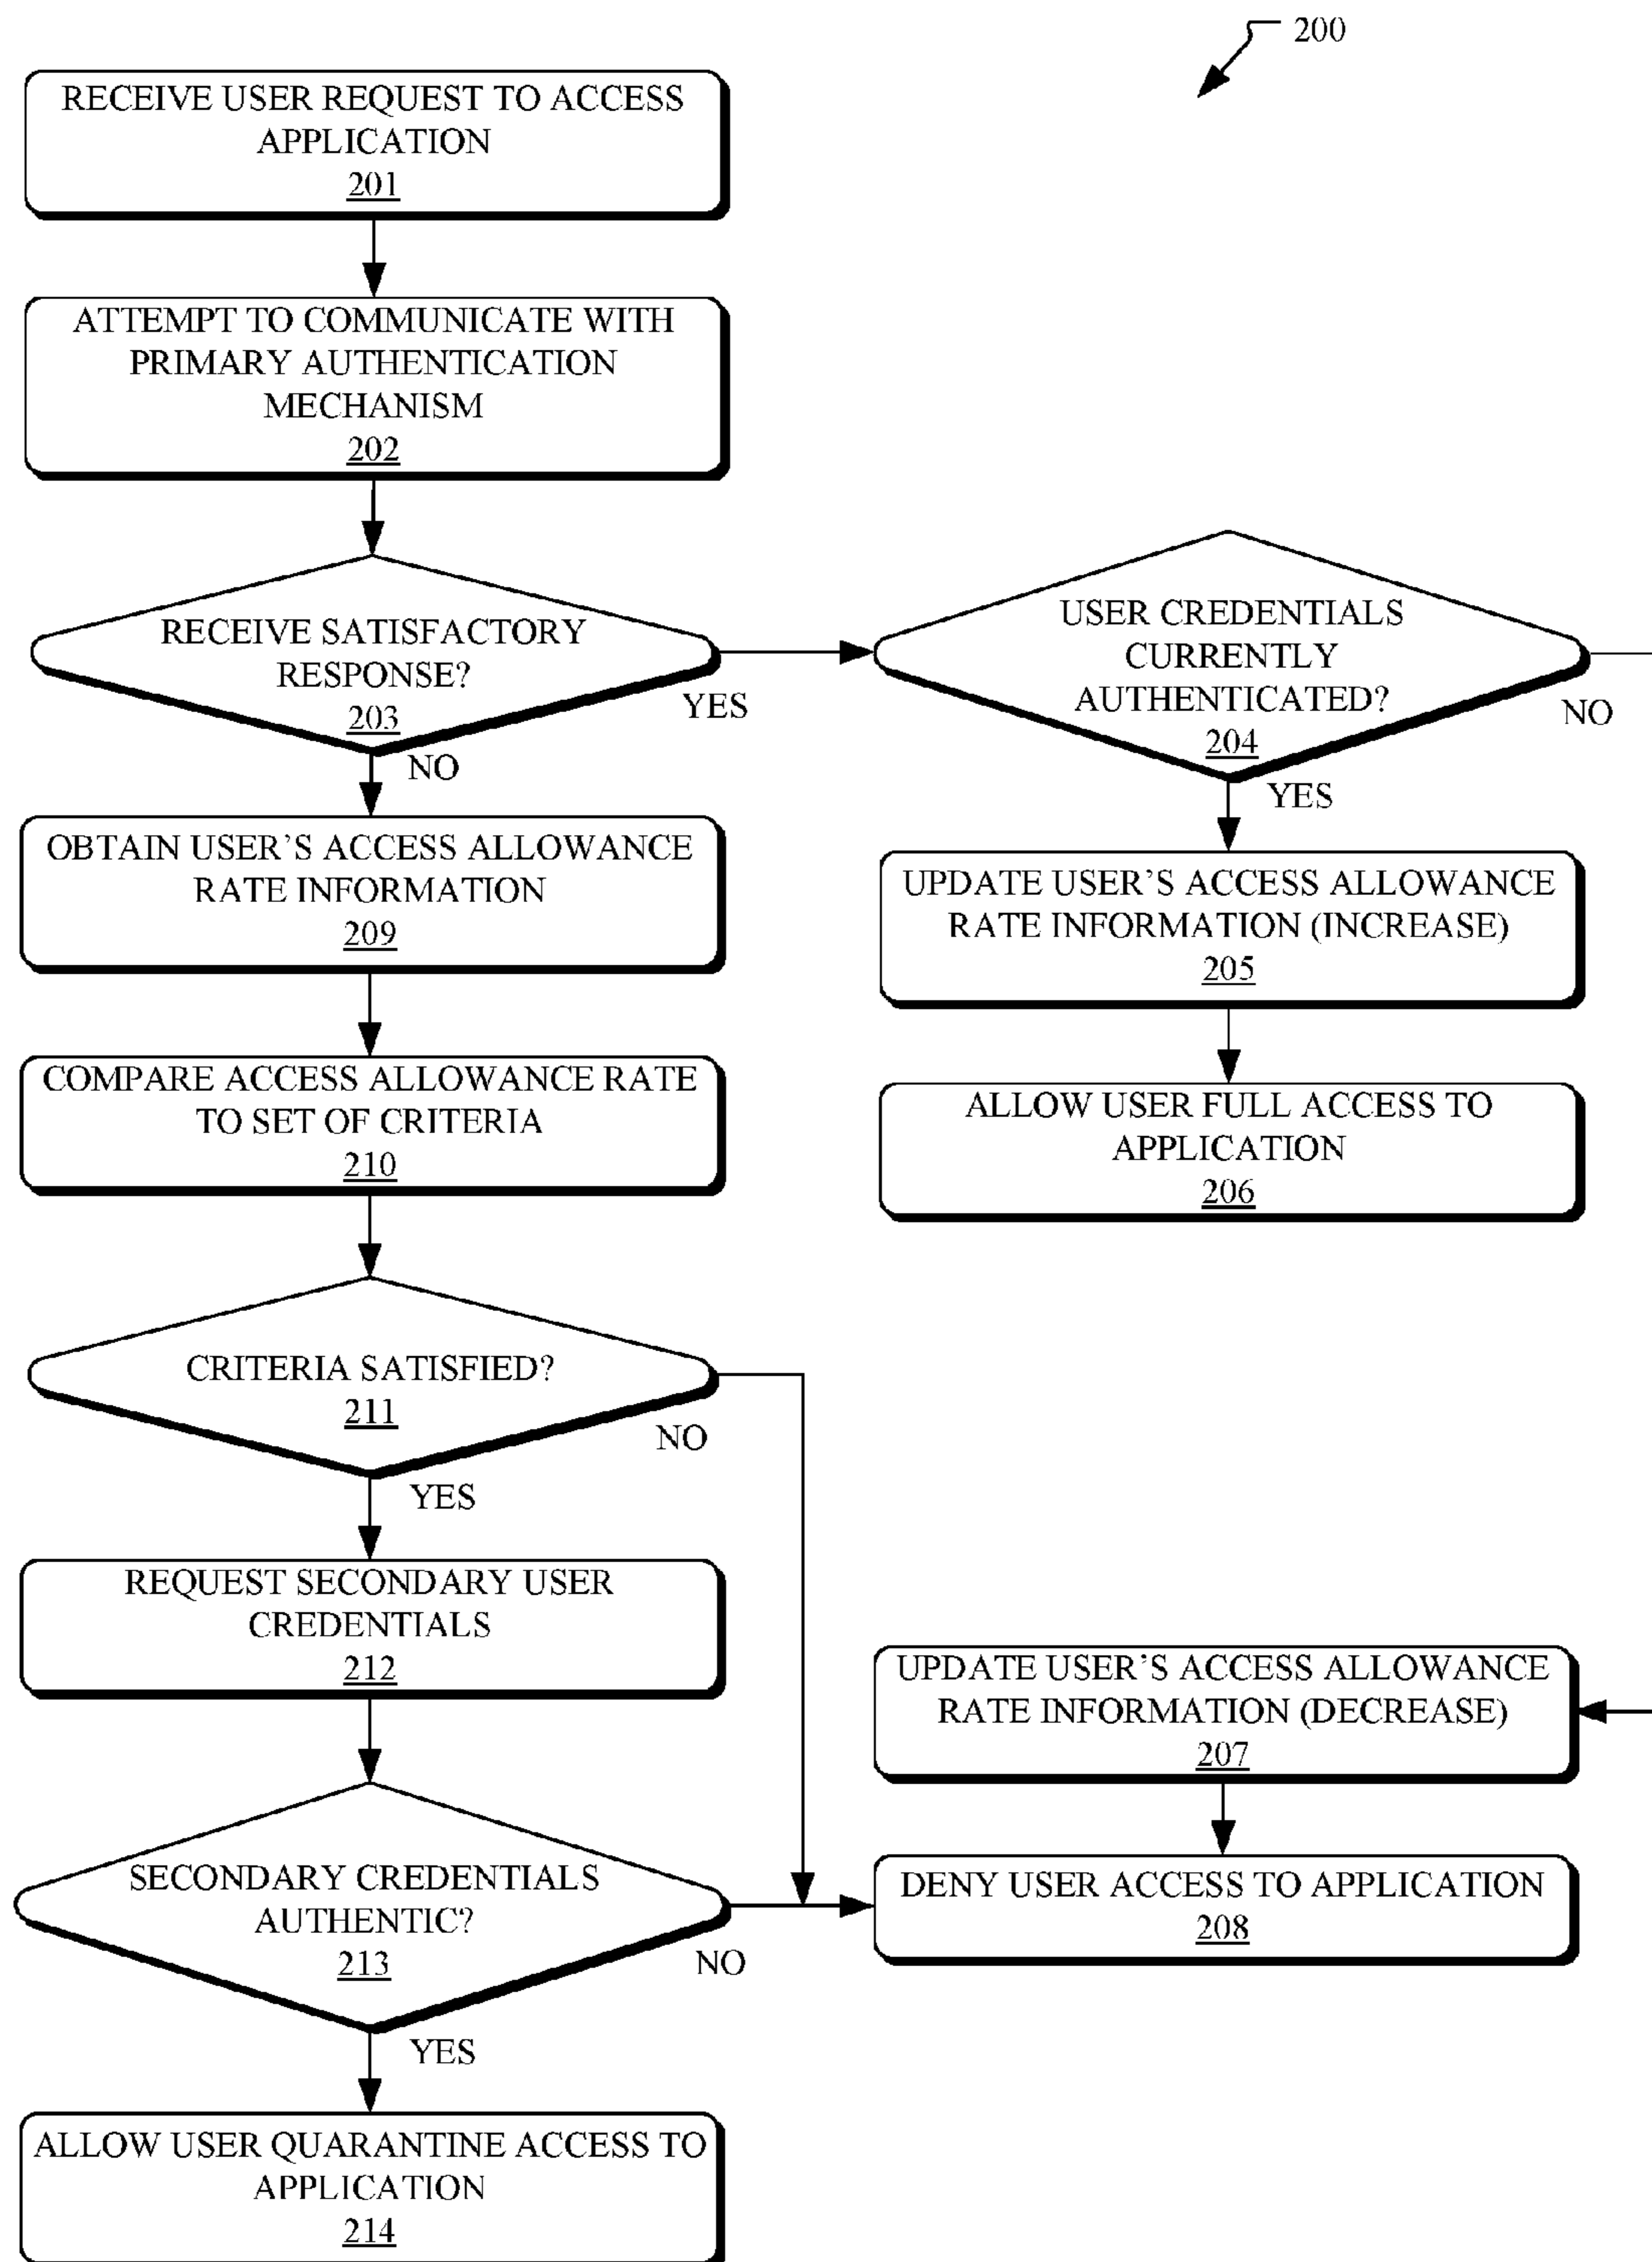 200
RECEIVE USER REQUEST TO ACCESS
APPLICATION
201
ATTEMPT TO COMMUNICATE WITH
PRIMARY AUTHENTICATION
MECHANISM
202
RECEIVE SATISFACTORY
RESPONSE?
203
YES
NO
USER CREDENTIALS
CURRENTLY
AUTHENTICATED?
204
NO
YES
UPDATE USER'S ACCESS ALLOWANCE
RATE INFORMATION (INCREASE)
205
ALLOW USER FULL ACCESS TO
APPLICATION
206
OBTAIN USER'S ACCESS ALLOWANCE
RATE INFORMATION
209
COMPARE ACCESS ALLOWANCE RATE
TO SET OF CRITERIA
210
CRITERIA SATISFIED?
211
NO
YES
REQUEST SECONDARY USER
CREDENTIALS
212
UPDATE USER'S ACCESS ALLOWANCE
RATE INFORMATION (DECREASE)
207
SECONDARY CREDENTIALS
AUTHENTIC?
213
NO
YES
DENY USER ACCESS TO APPLICATION
208
ALLOW USER QUARANTINE ACCESS TO
APPLICATION
214